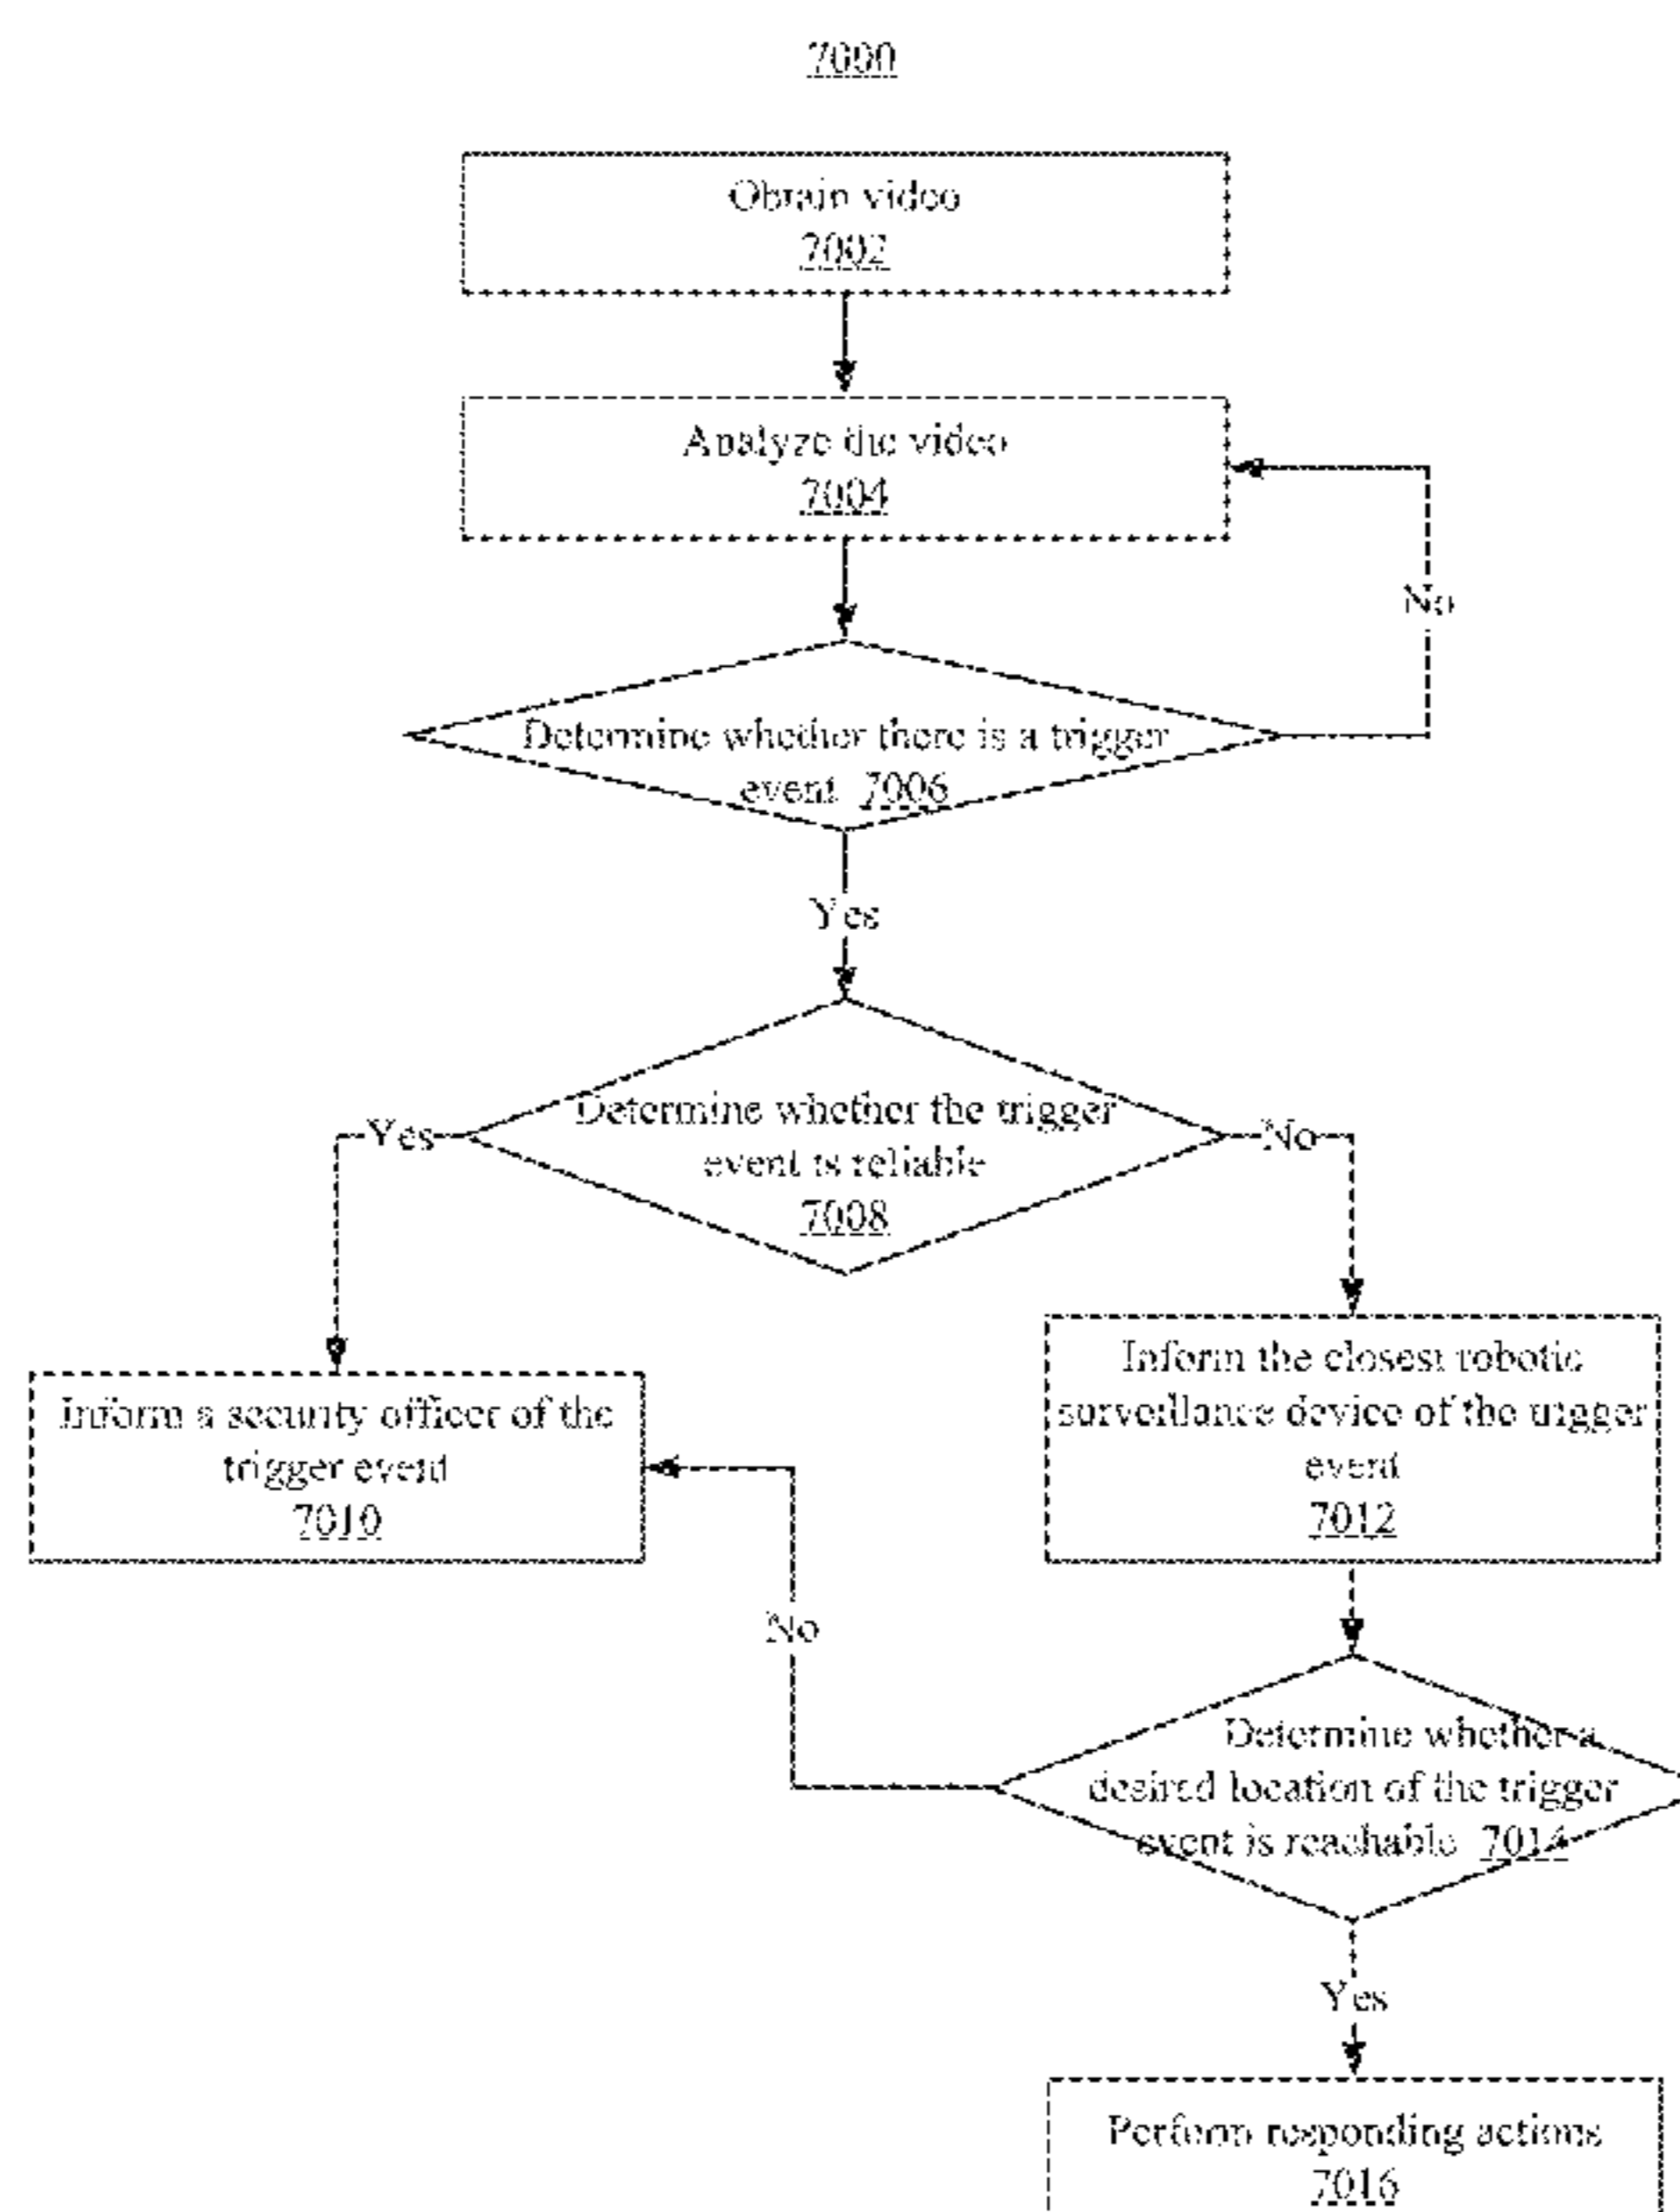 7000
Obtain video
7002
Analyze the video
7004
No
Determine whether there is a trigger
event 7006
Yes
Determine whether the trigger
event is reliable
7008
Yes
No
Inform a security officer of the
trigger event
7010
Inform the closest robotic
surveillance device of the trigger
event
7012
No
Determine whether a
desired location of the trigger
event is reachable 7014
Yes
Perform responding actions
7016